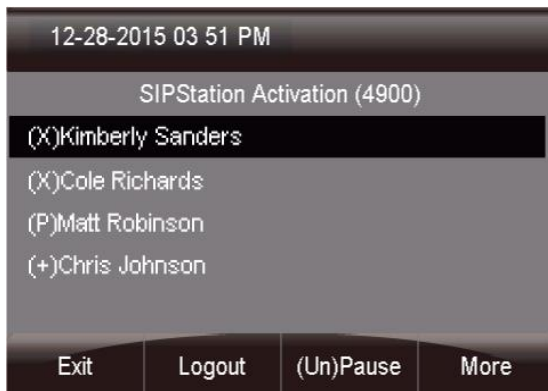 12-28-2015 03 51 PM
SIPStation Activation (4900)
(X)Kimberly Sanders
(X)Cole Richards
(P)Matt Robinson
(+)Chris Johnson
Exit Logout (Un)Pause More